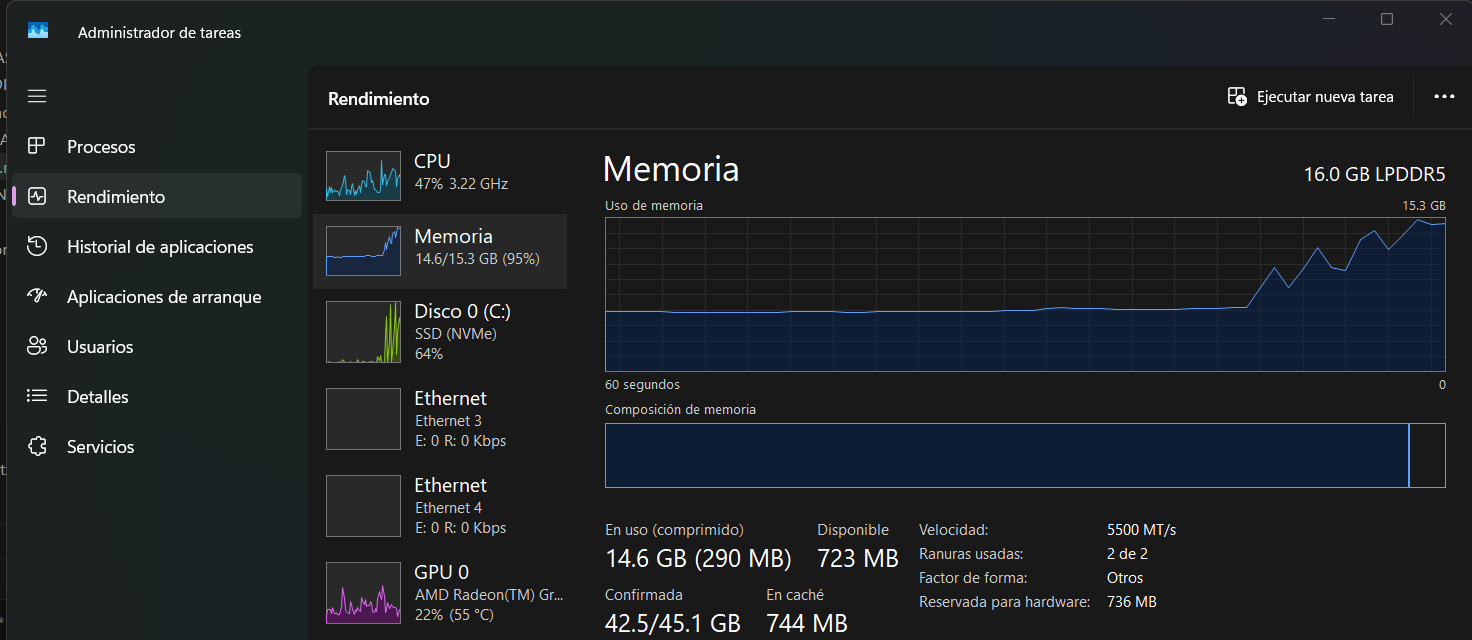 Administrador de tareas
Rendimiento
Ejecutar nueva tarea
Procesos
Rendimiento
Historial de aplicaciones
Aplicaciones de arranque
Usuarios
Detalles
Servicios
CPU
47% 3.22 GHz
Memoria
14.6/15.3 GB (95%)
Disco 0 (C:)
SSD (NVMe)
64%
Ethernet
Ethernet 3
E: 0 R: 0 Kbps
Ethernet
Ethernet 4
E: 0 R: 0 Kbps
GPU 0
AMD Radeon(TM) Gr...
22% (55 °C)
Memoria
16.0 GB LPDDR5
Uso de memoria
15.3 GB
60 segundos
0
Composición de memoria
En uso (comprimido)
14.6 GB (290 MB)
Disponible
723 MB
Confirmada
42.5/45.1 GB
En caché
744 MB
Velocidad: 5500 MT/s
Ranuras usadas: 2 de 2
Factor de forma: Otros
Reservada para hardware: 736 MB